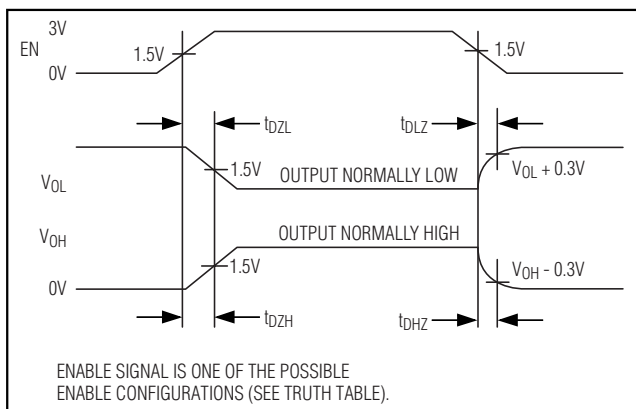 3V
EN
1.5V
1.5V
0V
tDZL
tDLZ
1.5V
OUTPUT NORMALLY LOW
VOL + 0.3V
VOL
VOH
OUTPUT NORMALLY HIGH
1.5V
VOH - 0.3V
0V
tDZH
tDHZ
ENABLE SIGNAL IS ONE OF THE POSSIBLE
ENABLE CONFIGURATIONS (SEE TRUTH TABLE).